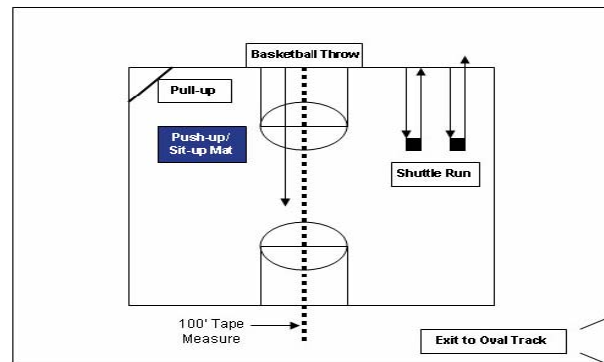 Basketball Throw
Pull-up
Push-up/
Sit-up Mat
Shuttle Run
100' Tape
Measure
Exit to Oval Track